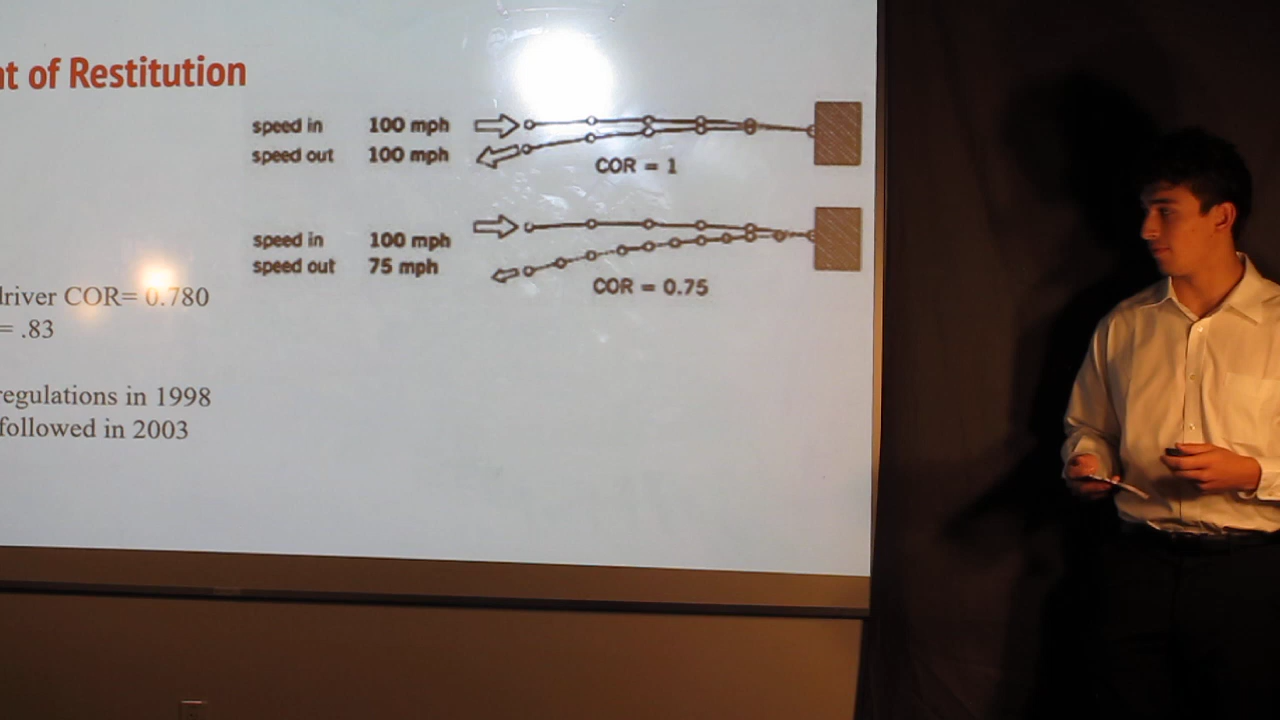 nt of Restitution
speed in 100 mph
speed out 100 mph
COR = 1
speed in 100 mph
speed out 75 mph
COR = 0.75
driver COR= 0.780
= .83
regulations in 1998
followed in 2003